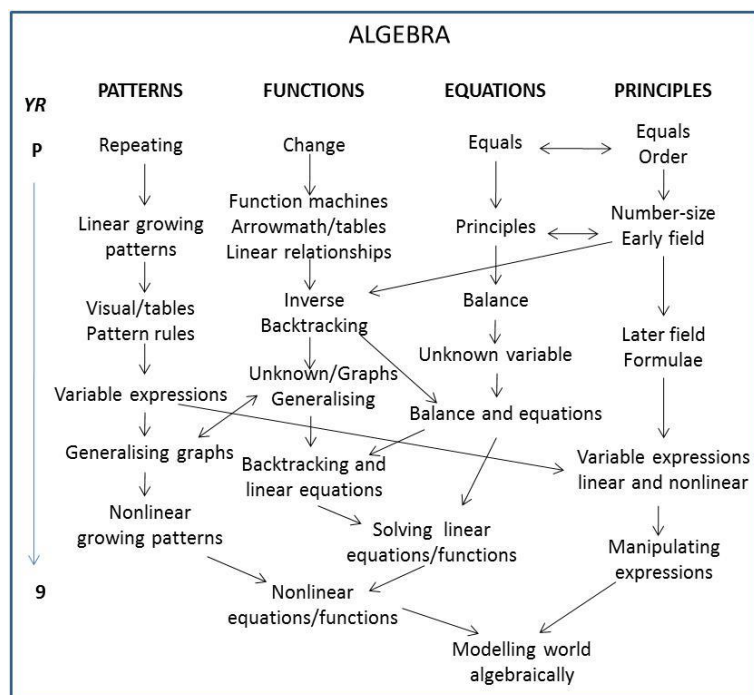 ALGEBRA
YR
PATTERNS
FUNCTIONS
EQUATIONS
PRINCIPLES
P
Repeating
Change
Equals
Equals
Order
Linear growing
patterns
Function machines
Arrowmath/tables
Linear relationships
Principles
Number-size
Early field
Visual/tables
Pattern rules
Inverse
Backtracking
Balance
Later field
Formulae
Unknown variable
Variable expressions
Unknown/Graphs
Generalising
Balance and equations
Generalising graphs
Backtracking and
linear equations
Variable expressions
linear and nonlinear
Nonlinear
growing patterns
Solving linear
equations/functions
Manipulating
expressions
9
Nonlinear
equations/functions
Modelling world
algebraically